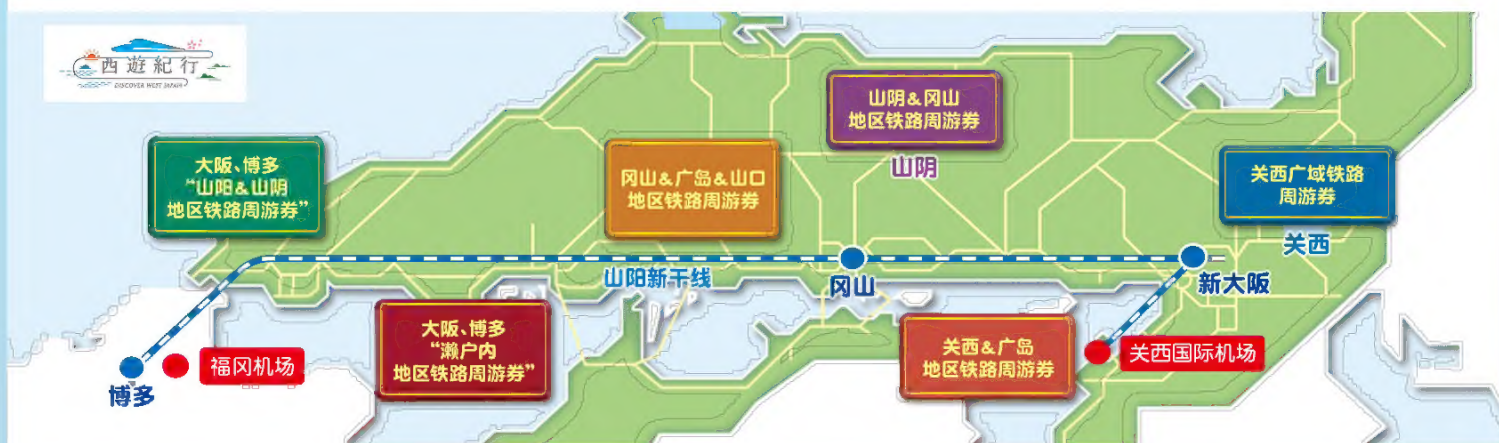 西遊紀行
DISCOVER WEST JAPAN
山阴&冈山
地区铁路周游券
山阴
大阪、博多
“山阳&山阴
地区铁路周游券”
冈山&广岛&山口
地区铁路周游券
关西广域铁路
周游券
关西
山阳新干线
冈山
新大阪
大阪、博多
“濑户内
地区铁路周游券”
关西&广岛
地区铁路周游券
关西国际机场
福冈机场
博多